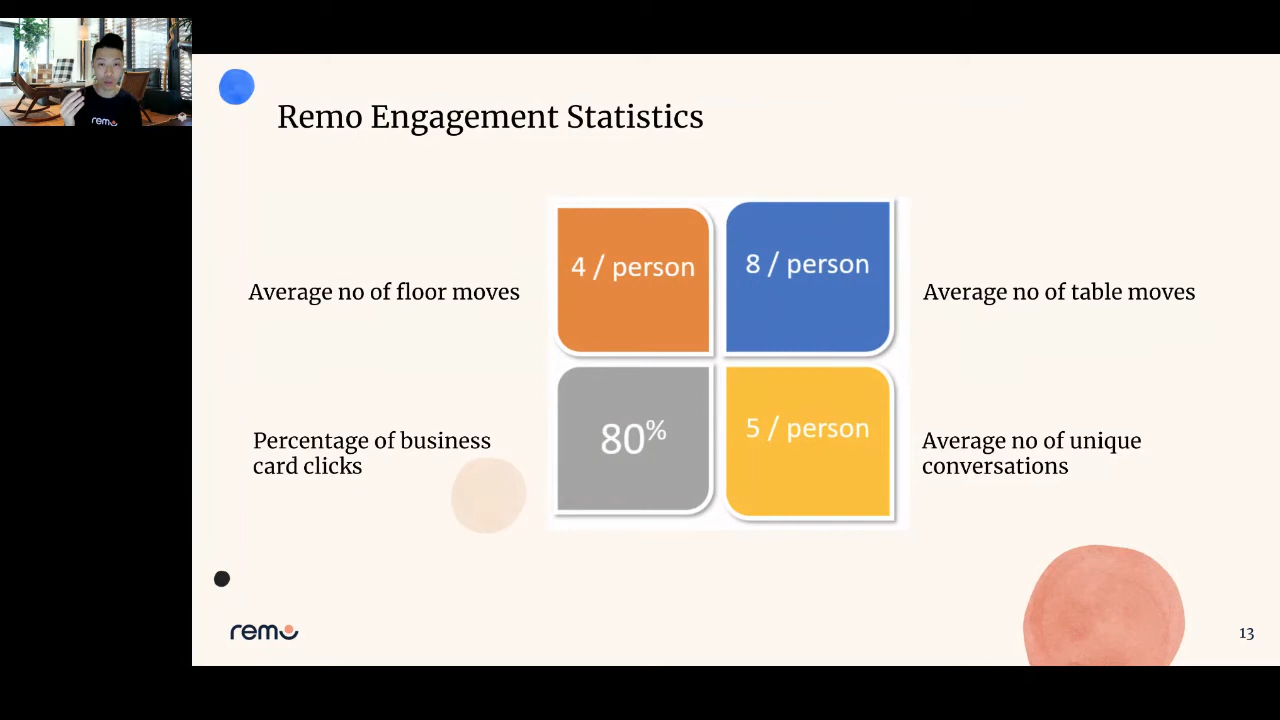 remo
Remo Engagement Statistics
Average no of floor moves
4 / person
8 / person
Average no of table moves
Percentage of business
card clicks
80%
5 / person
Average no of unique
conversations
remo
13